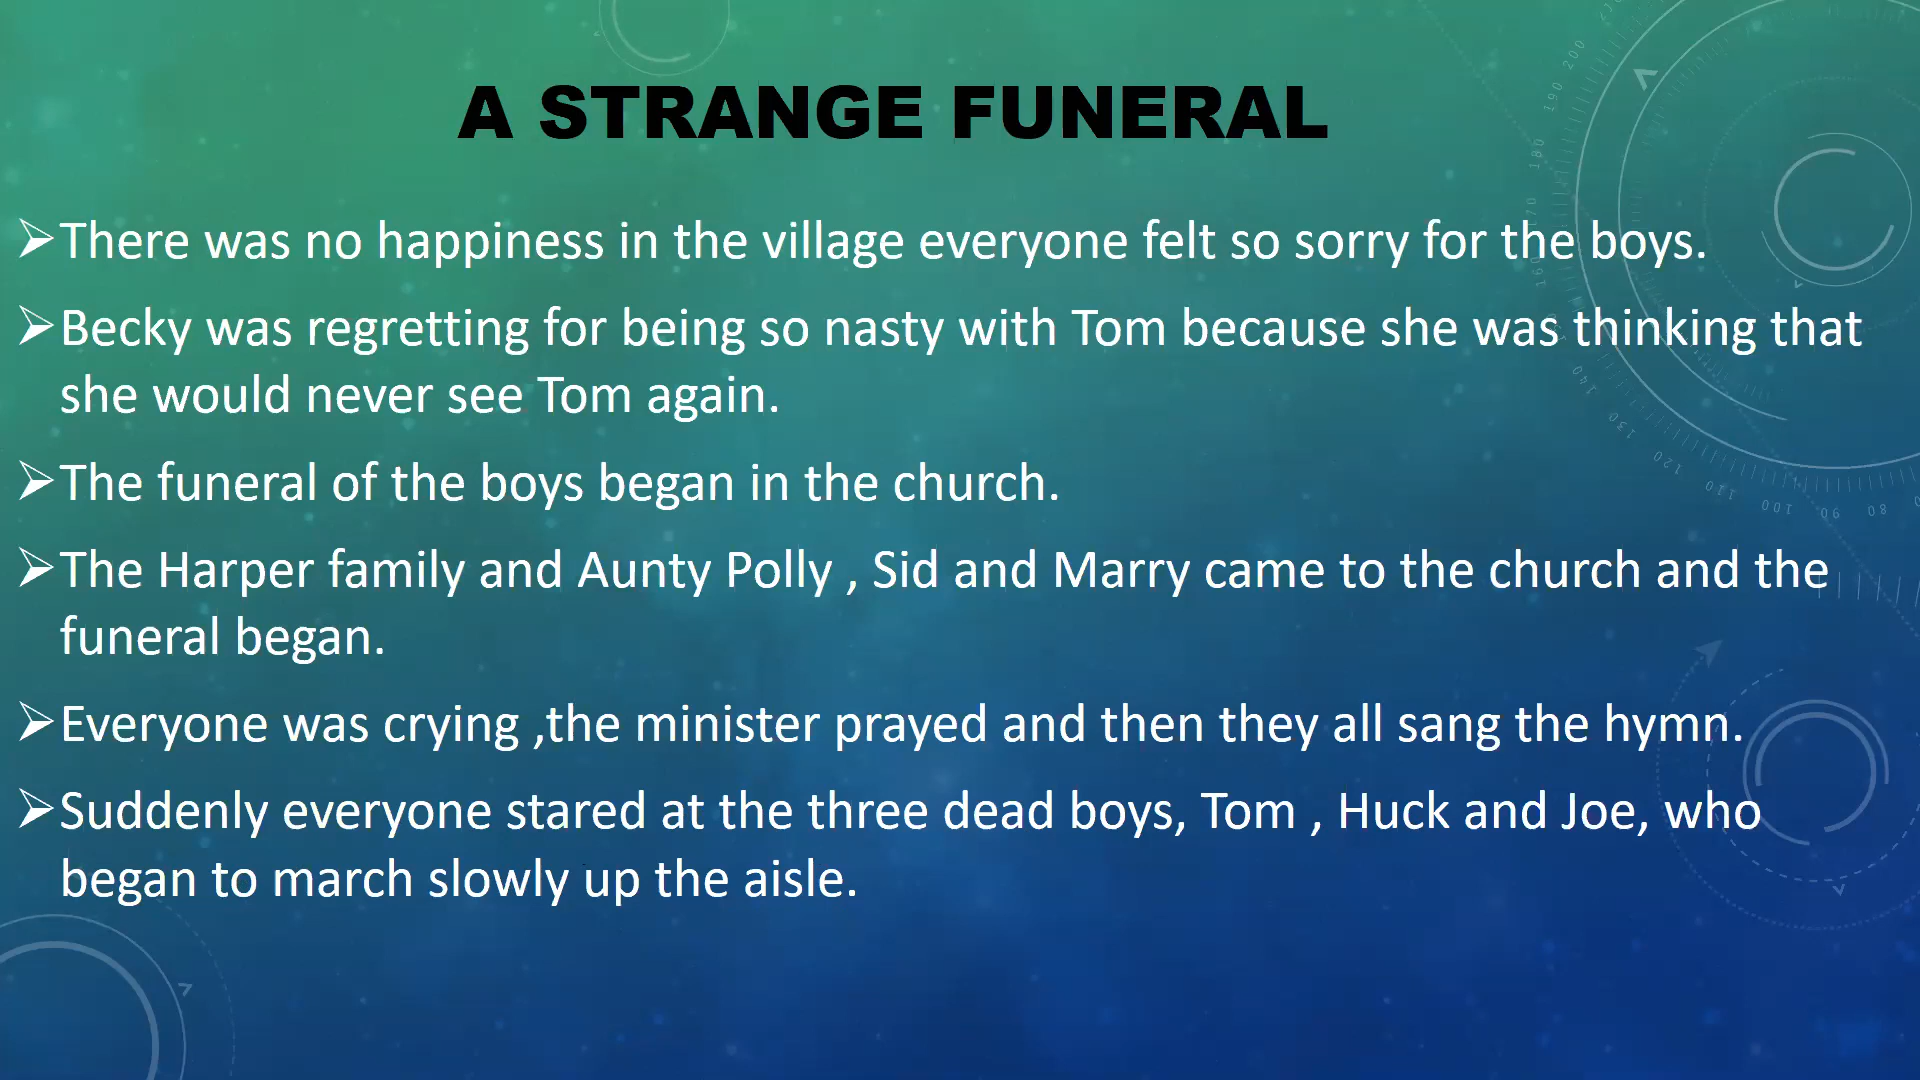 A STRANGE FUNERAL
➢There was no happiness in the village everyone felt so sorry for the boys.
➢Becky was regretting for being so nasty with Tom because she was thinking that
she would never see Tom again.
➢The funeral of the boys began in the church.
➢The Harper family and Aunty Polly , Sid and Marry came to the church and the
funeral began.
➢Everyone was crying ,the minister prayed and then they all sang the hymn.
➢Suddenly everyone stared at the three dead boys, Tom , Huck and Joe, who
began to march slowly up the aisle.